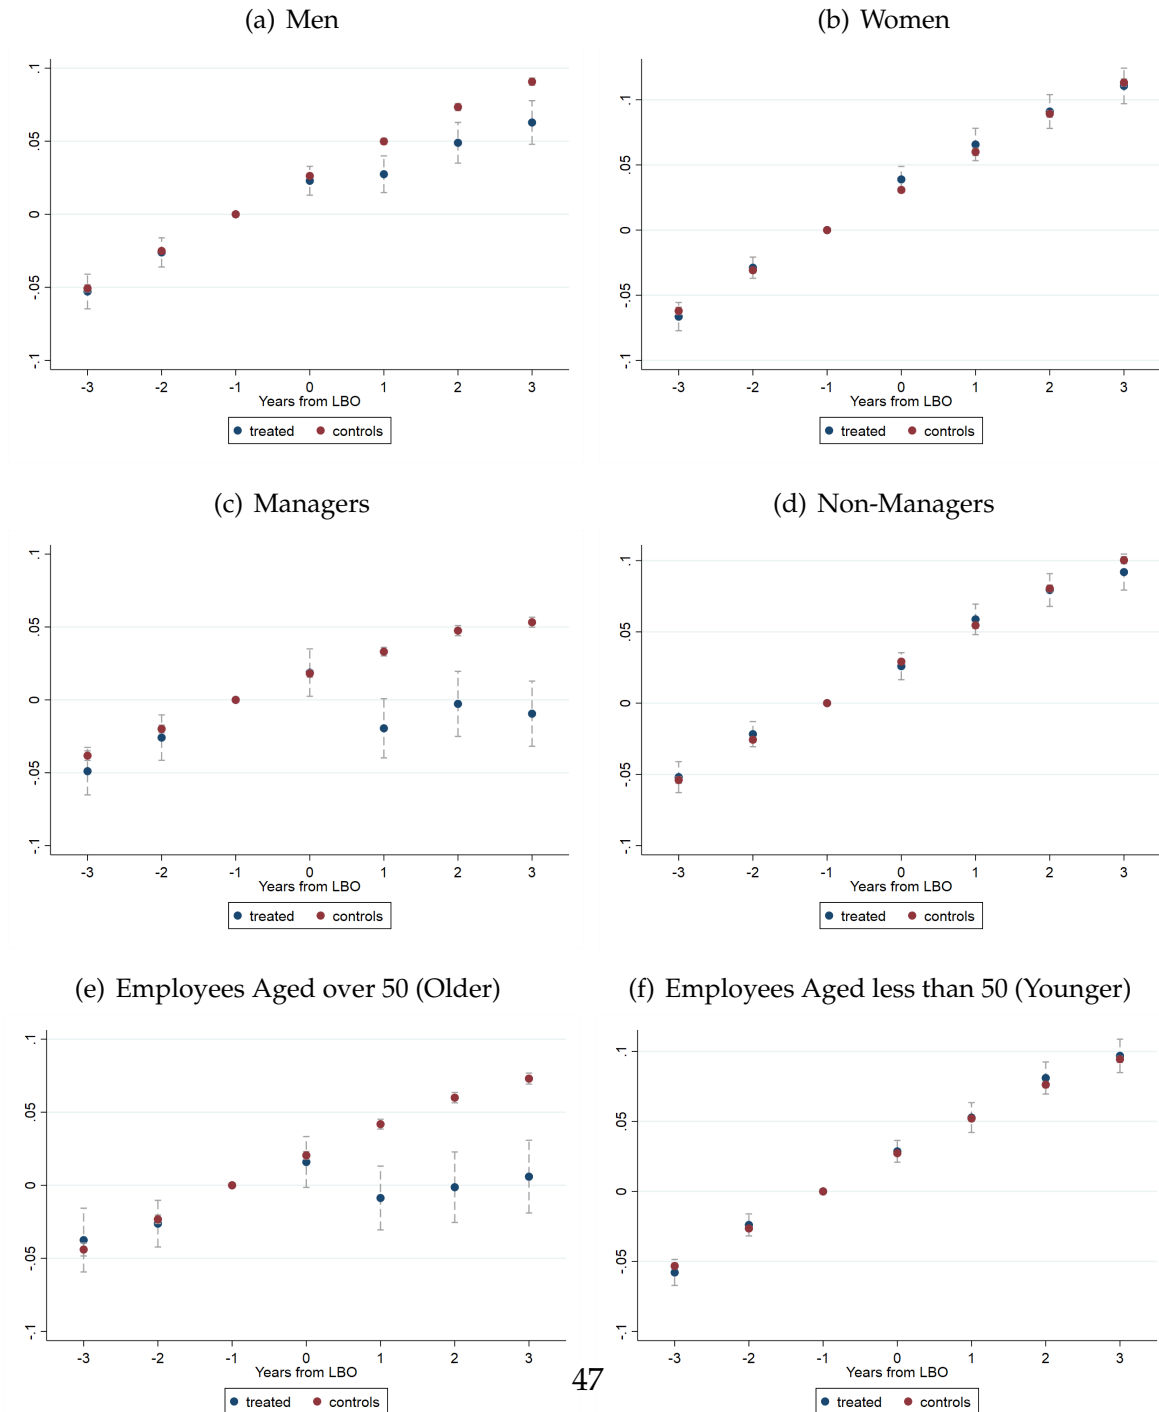 (a) Men
.1
.05
0
-.05
-.1
-3 -2 -1 0 1 2 3
Years from LBO
treated controls
(b) Women
.1
.05
0
-.05
-.1
-3 -2 -1 0 1 2 3
Years from LBO
treated controls
(c) Managers
.1
.05
0
-.05
-.1
-3 -2 -1 0 1 2 3
Years from LBO
treated controls
(d) Non-Managers
.1
.05
0
-.05
-.1
-3 -2 -1 0 1 2 3
Years from LBO
treated controls
(e) Employees Aged over 50 (Older)
.1
.05
0
-.05
-.1
-3 -2 -1 0 1 2 3
Years from LBO
treated controls
(f) Employees Aged less than 50 (Younger)
.1
.05
0
-.05
-.1
-3 -2 -1 0 1 2 3
Years from LBO
treated controls
47